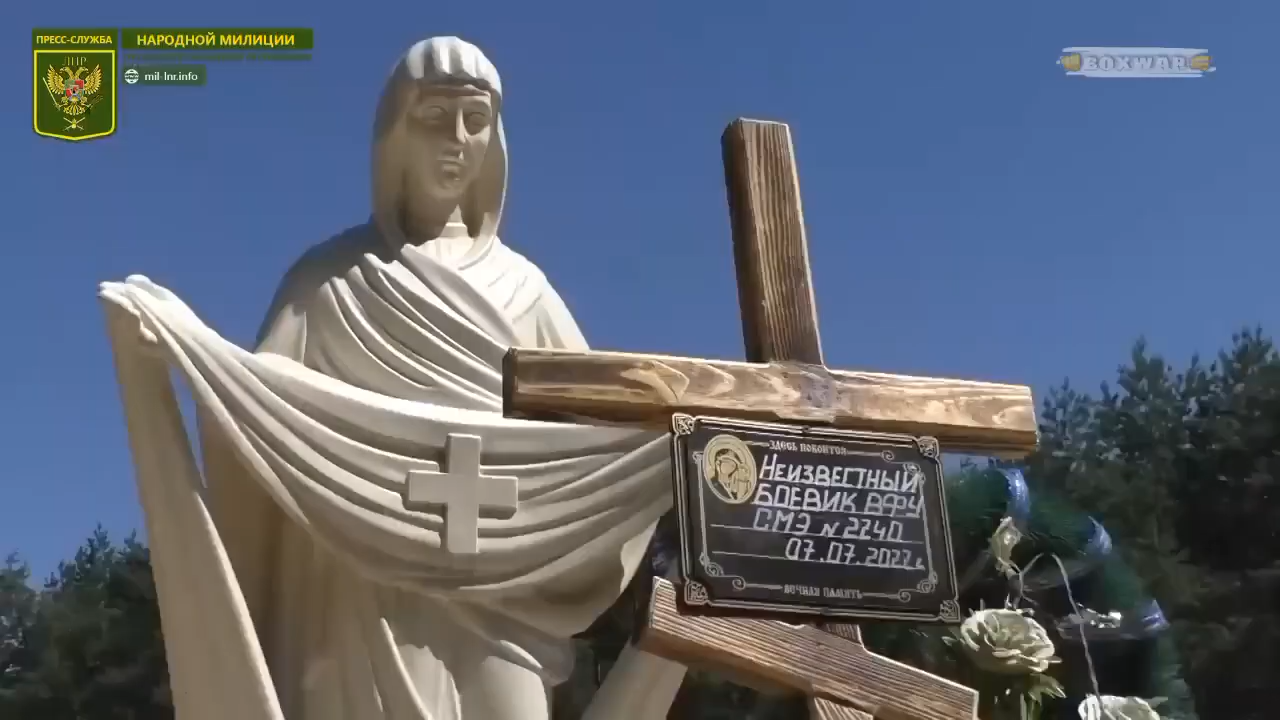 ПРЕСС-СЛУЖБА
НАРОДНОЙ МИЛИЦИИ
ЛНР
mil-lnr.info
BOXWAR
ЗДЕСЬ ПОКОИТСЯ
НЕИЗВЕСТНЫЙ
БОЕВИК ВФУ
СМЭ N 2240
07.07.2022г
ВЕЧНАЯ ПАМЯТЬ